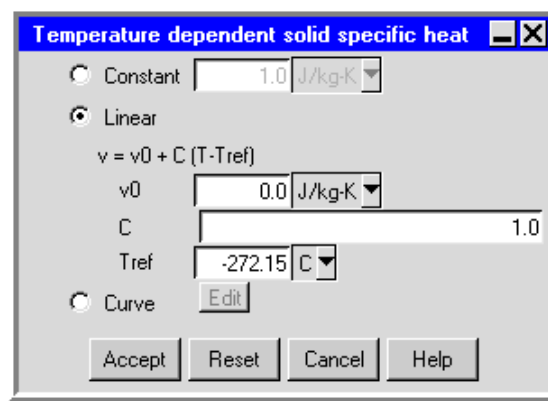 Temperature dependent solid specific heat
Constant 1.0 J/kg-K
Linear
v = v0 + C (T-Tref)
v0 0.0 J/kg-K
C 1.0
Tref -272.15 C
Curve Edit
Accept Reset Cancel Help